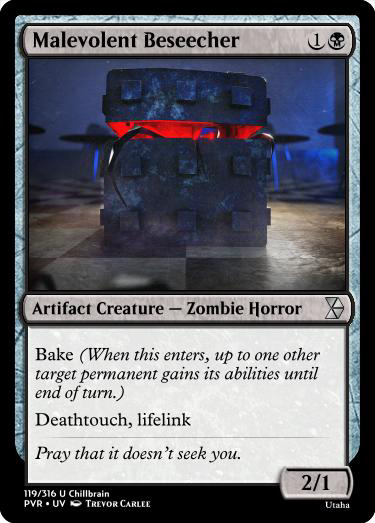 Malevolent Beseecher 1
Artifact Creature — Zombie Horror
Bake (When this enters, up to one other
target permanent gains its abilities until
end of turn.)
Deathtouch, lifelink
Pray that it doesn't seek you.
2/1
119/316 U Chillbrain
PVR • UV Trevor Carlee
Utaha